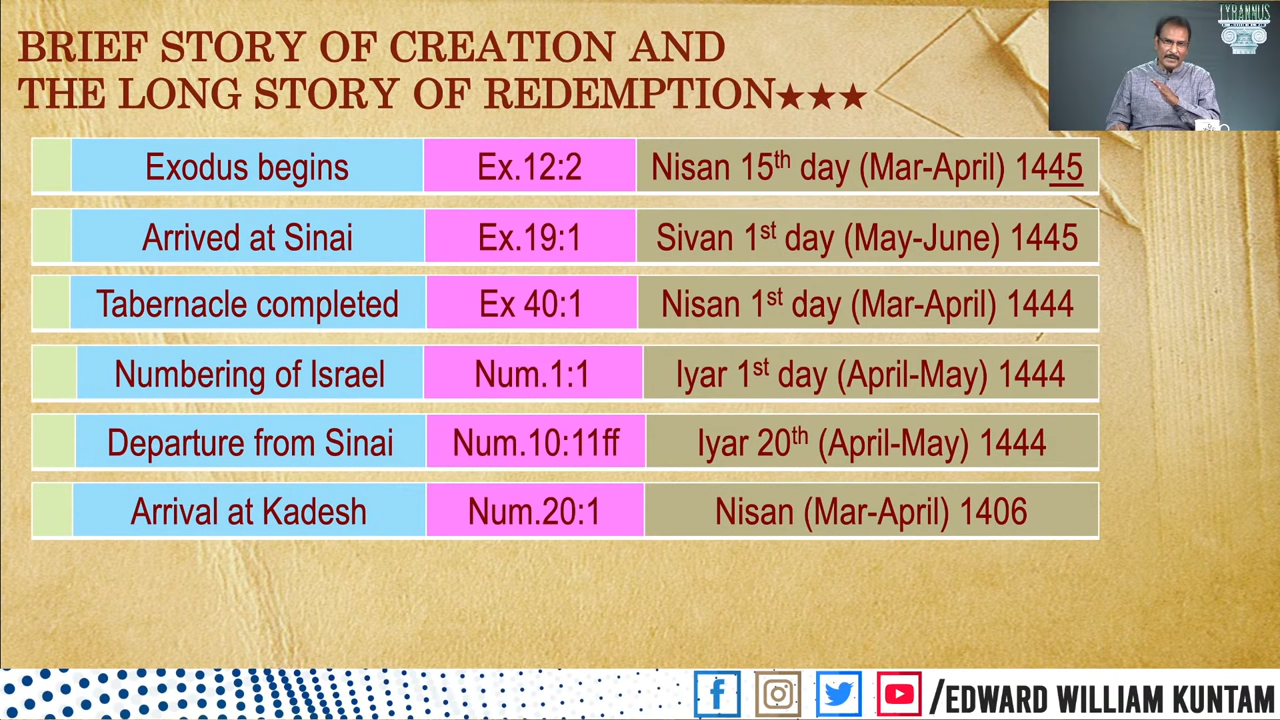 BRIEF STORY OF CREATION AND
THE LONG STORY OF REDEMPTION★★★
TYRANNUS
Exodus begins Ex.12:2 Nisan 15th day (Mar-April) 1445
Arrived at Sinai Ex.19:1 Sivan 1st day (May-June) 1445
Tabernacle completed Ex 40:1 Nisan 1st day (Mar-April) 1444
Numbering of Israel Num.1:1 Iyar 1st day (April-May) 1444
Departure from Sinai Num.10:11ff Iyar 20th (April-May) 1444
Arrival at Kadesh Num.20:1 Nisan (Mar-April) 1406
/EDWARD WILLIAM KUNTAM